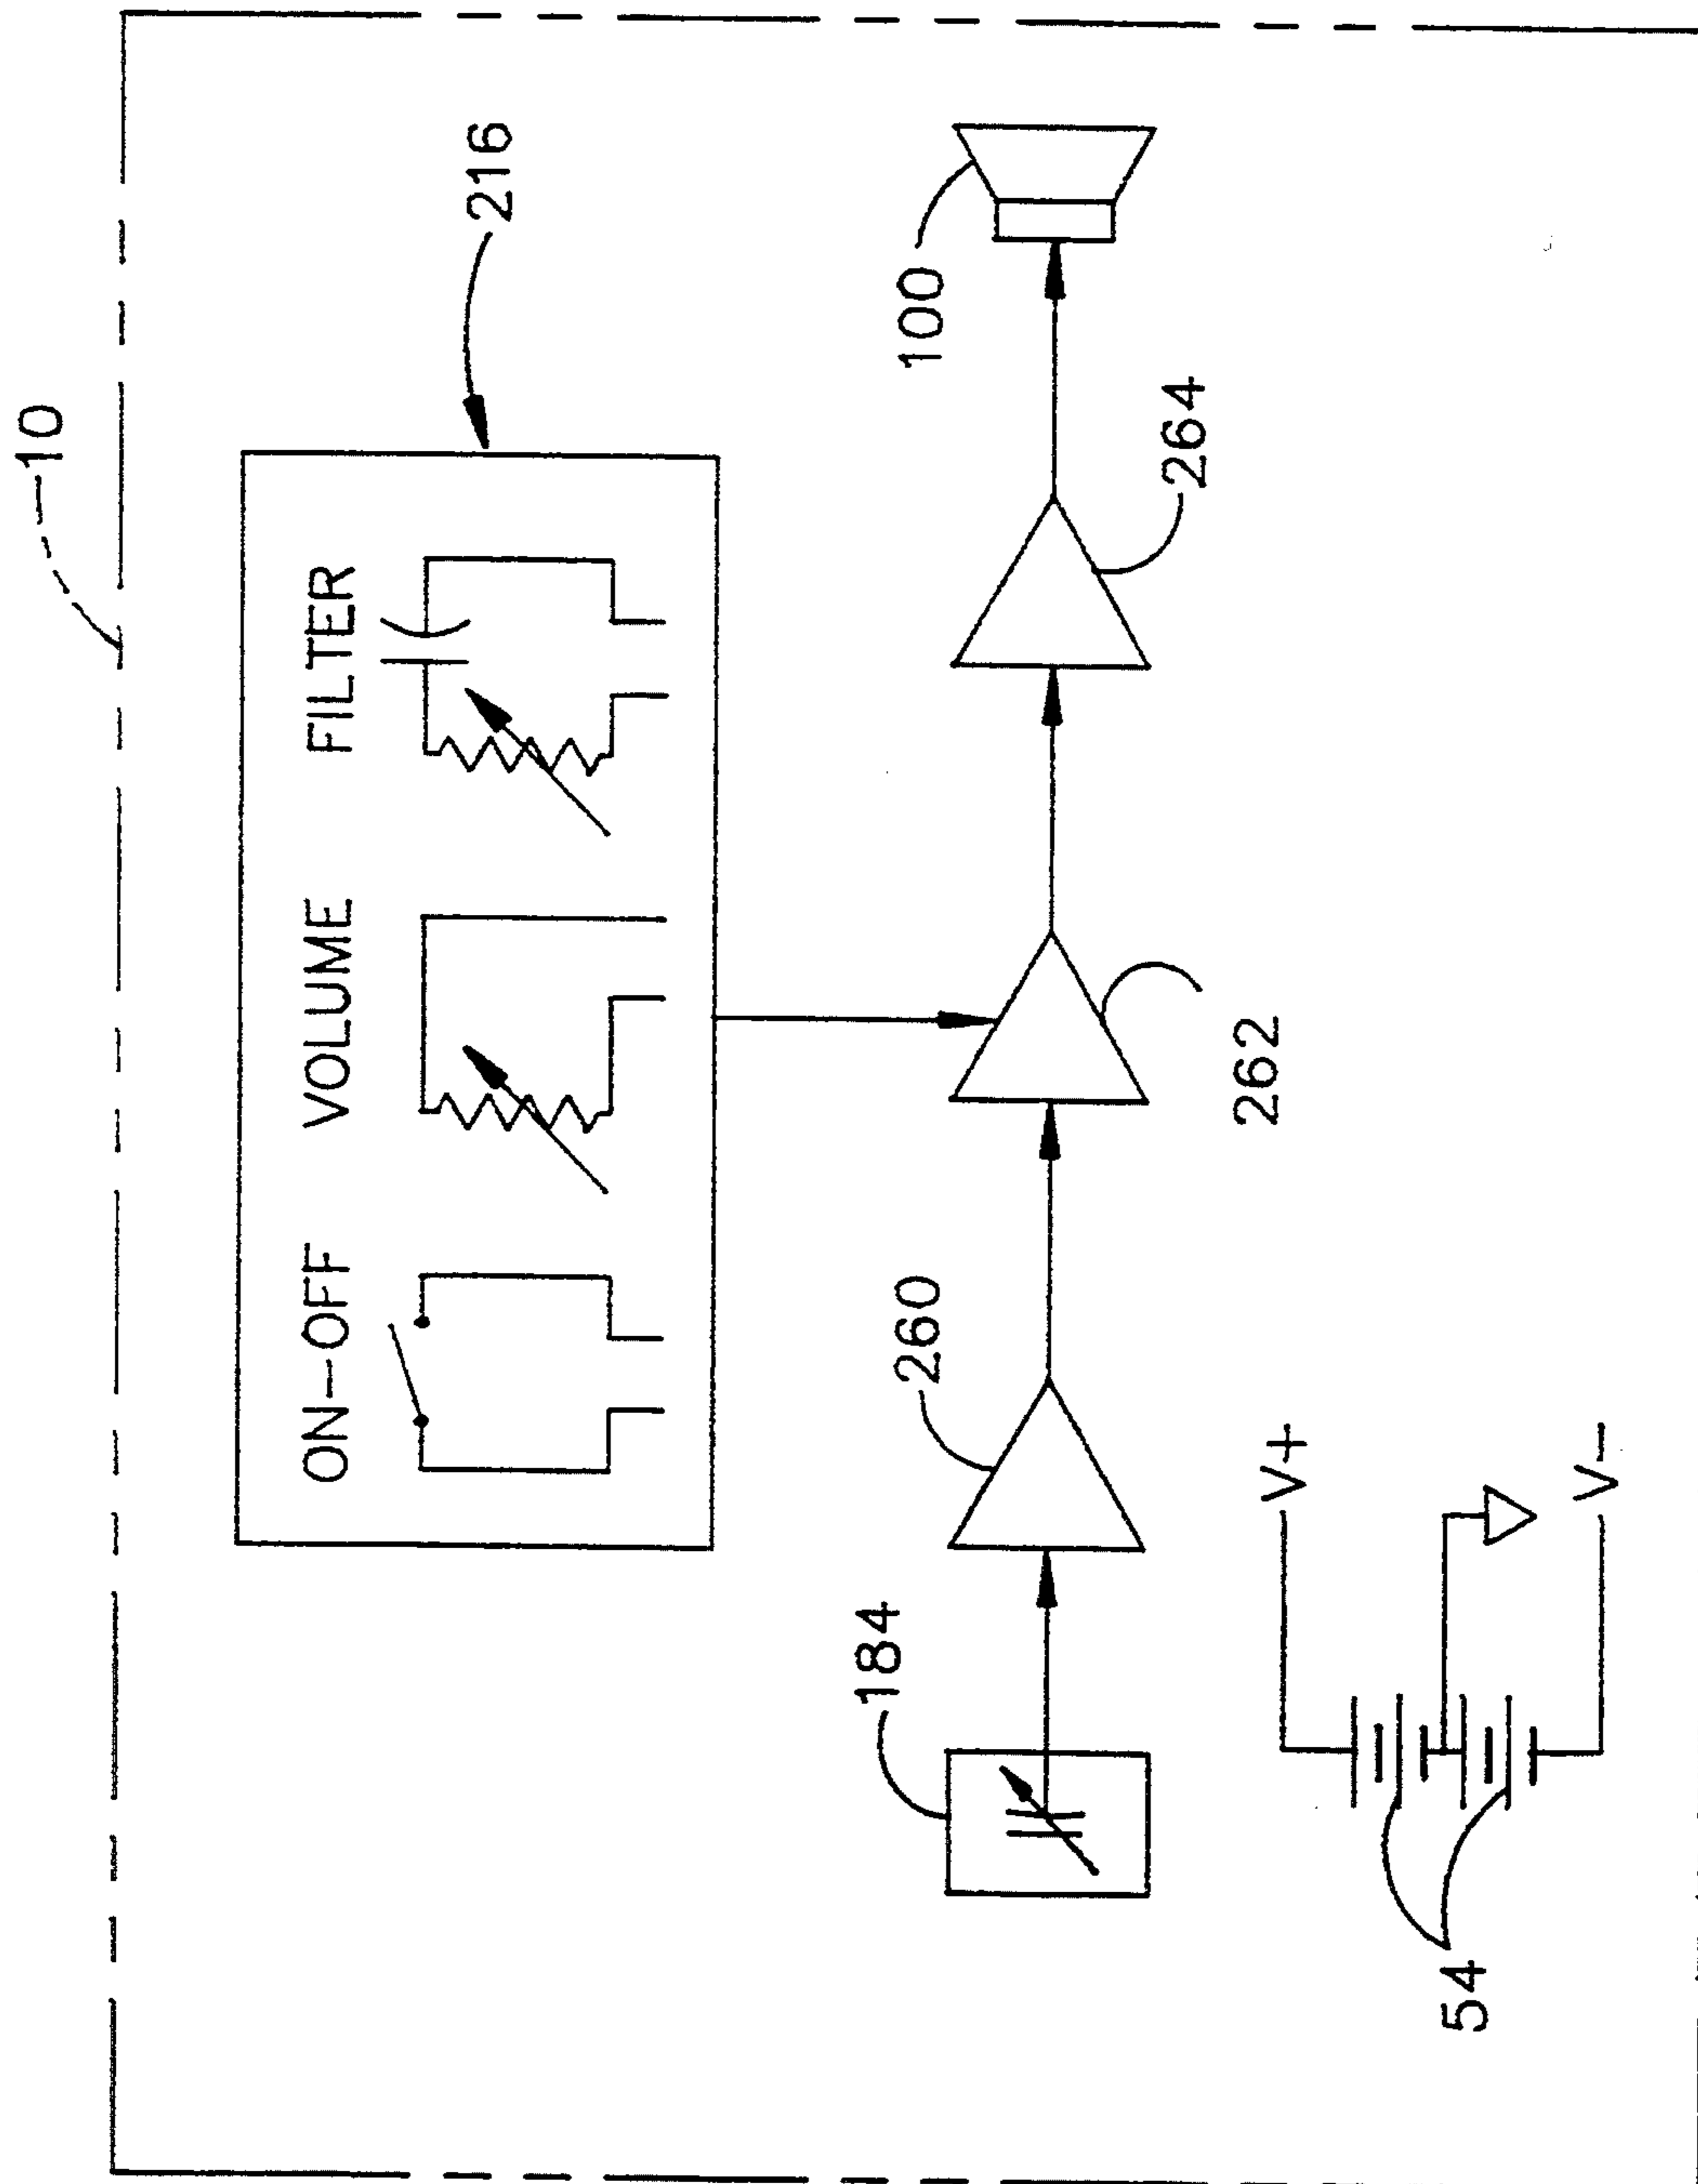 10
216
ON-OFF VOLUME FILTER
184
260
262
264
100
54
V+
V-